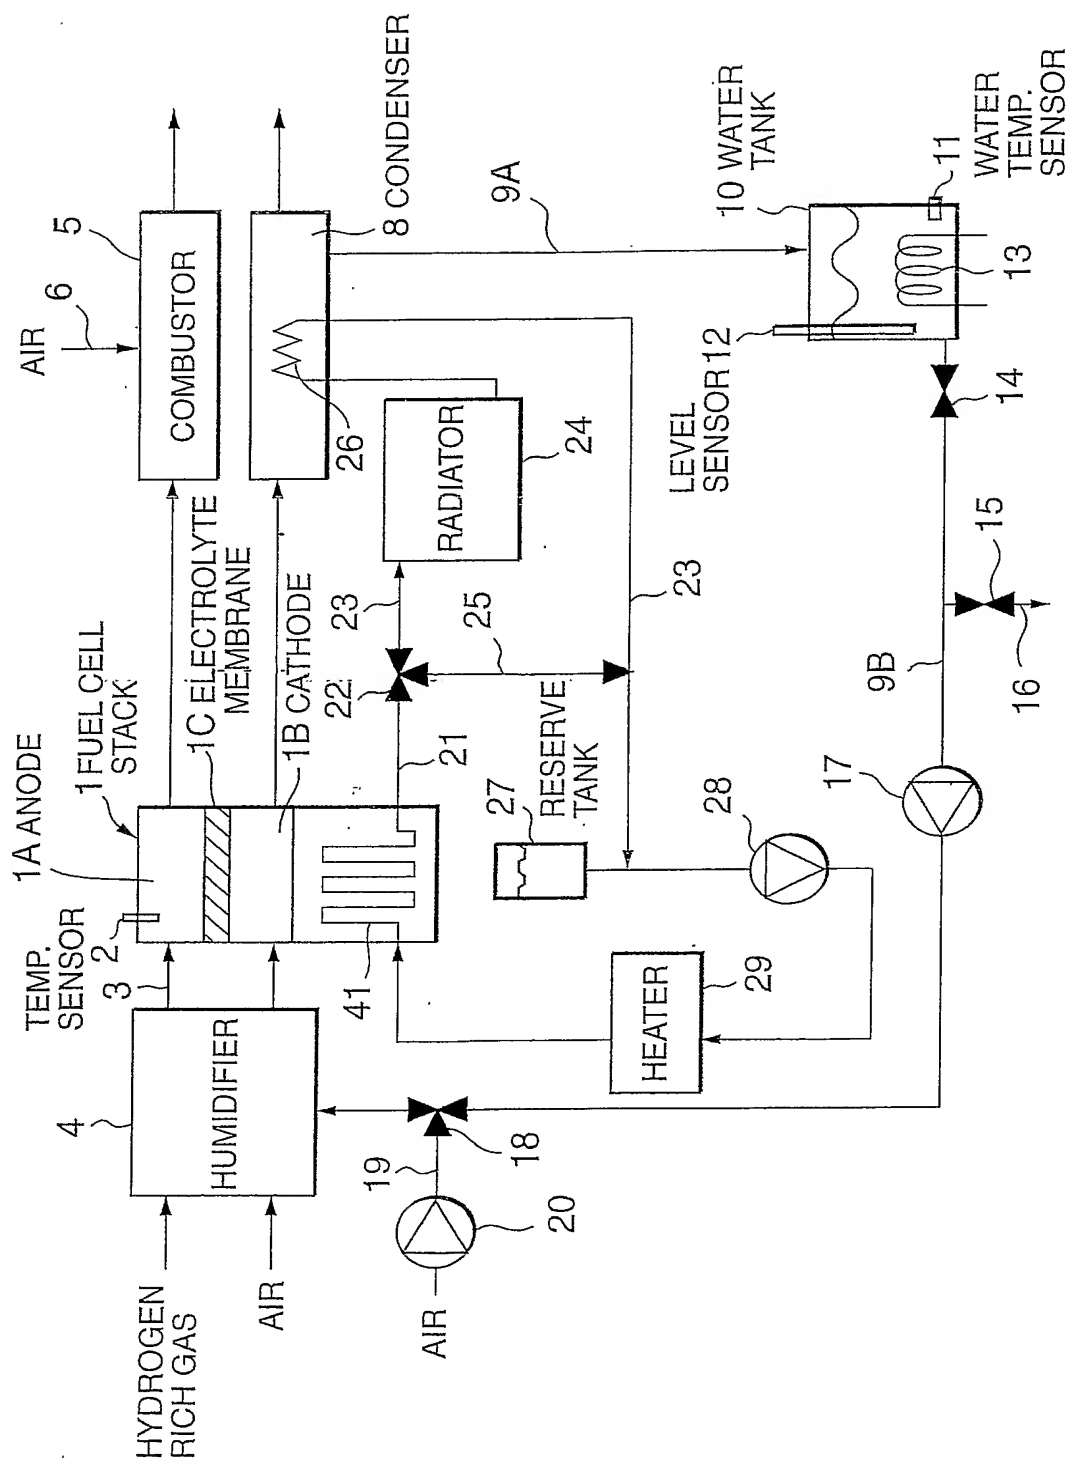 HYDROGEN
RICH GAS
AIR
4
HUMIDIFIER
TEMP.
SENSOR
2
3
1A ANODE
1 FUEL CELL
STACK
1C ELECTROLYTE
MEMBRANE
1B CATHODE
AIR
6
5
COMBUSTOR
8 CONDENSER
26
41
21
22
23
RADIATOR
24
25
9A
AIR
19
18
20
27
RESERVE
TANK
28
HEATER
29
23
LEVEL
SENSOR12
10 WATER
TANK
11
WATER
TEMP.
SENSOR
13
14
15
16
9B
17